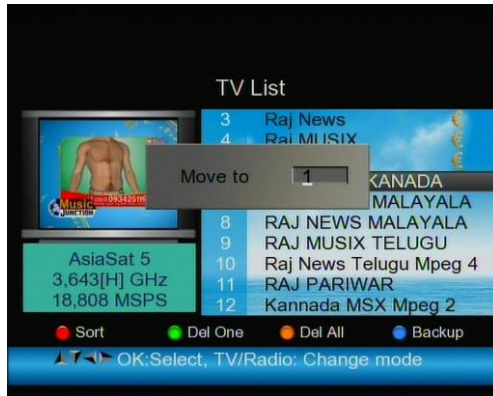 TV List
3 Raj News €
4 Raj MUSIX €
Move to 1
KANADA
MALAYALA
8 RAJ NEWS MALAYALA
9 RAJ MUSIX TELUGU
10 Raj News Telugu Mpeg 4
11 RAJ PARIWAR
12 Kannada MSX Mpeg 2
Music
JUNCTION
AsiaSat 5
3,643[H] GHz
18,808 MSPS
Sort Del One Del All Backup
OK:Select, TV/Radio: Change mode